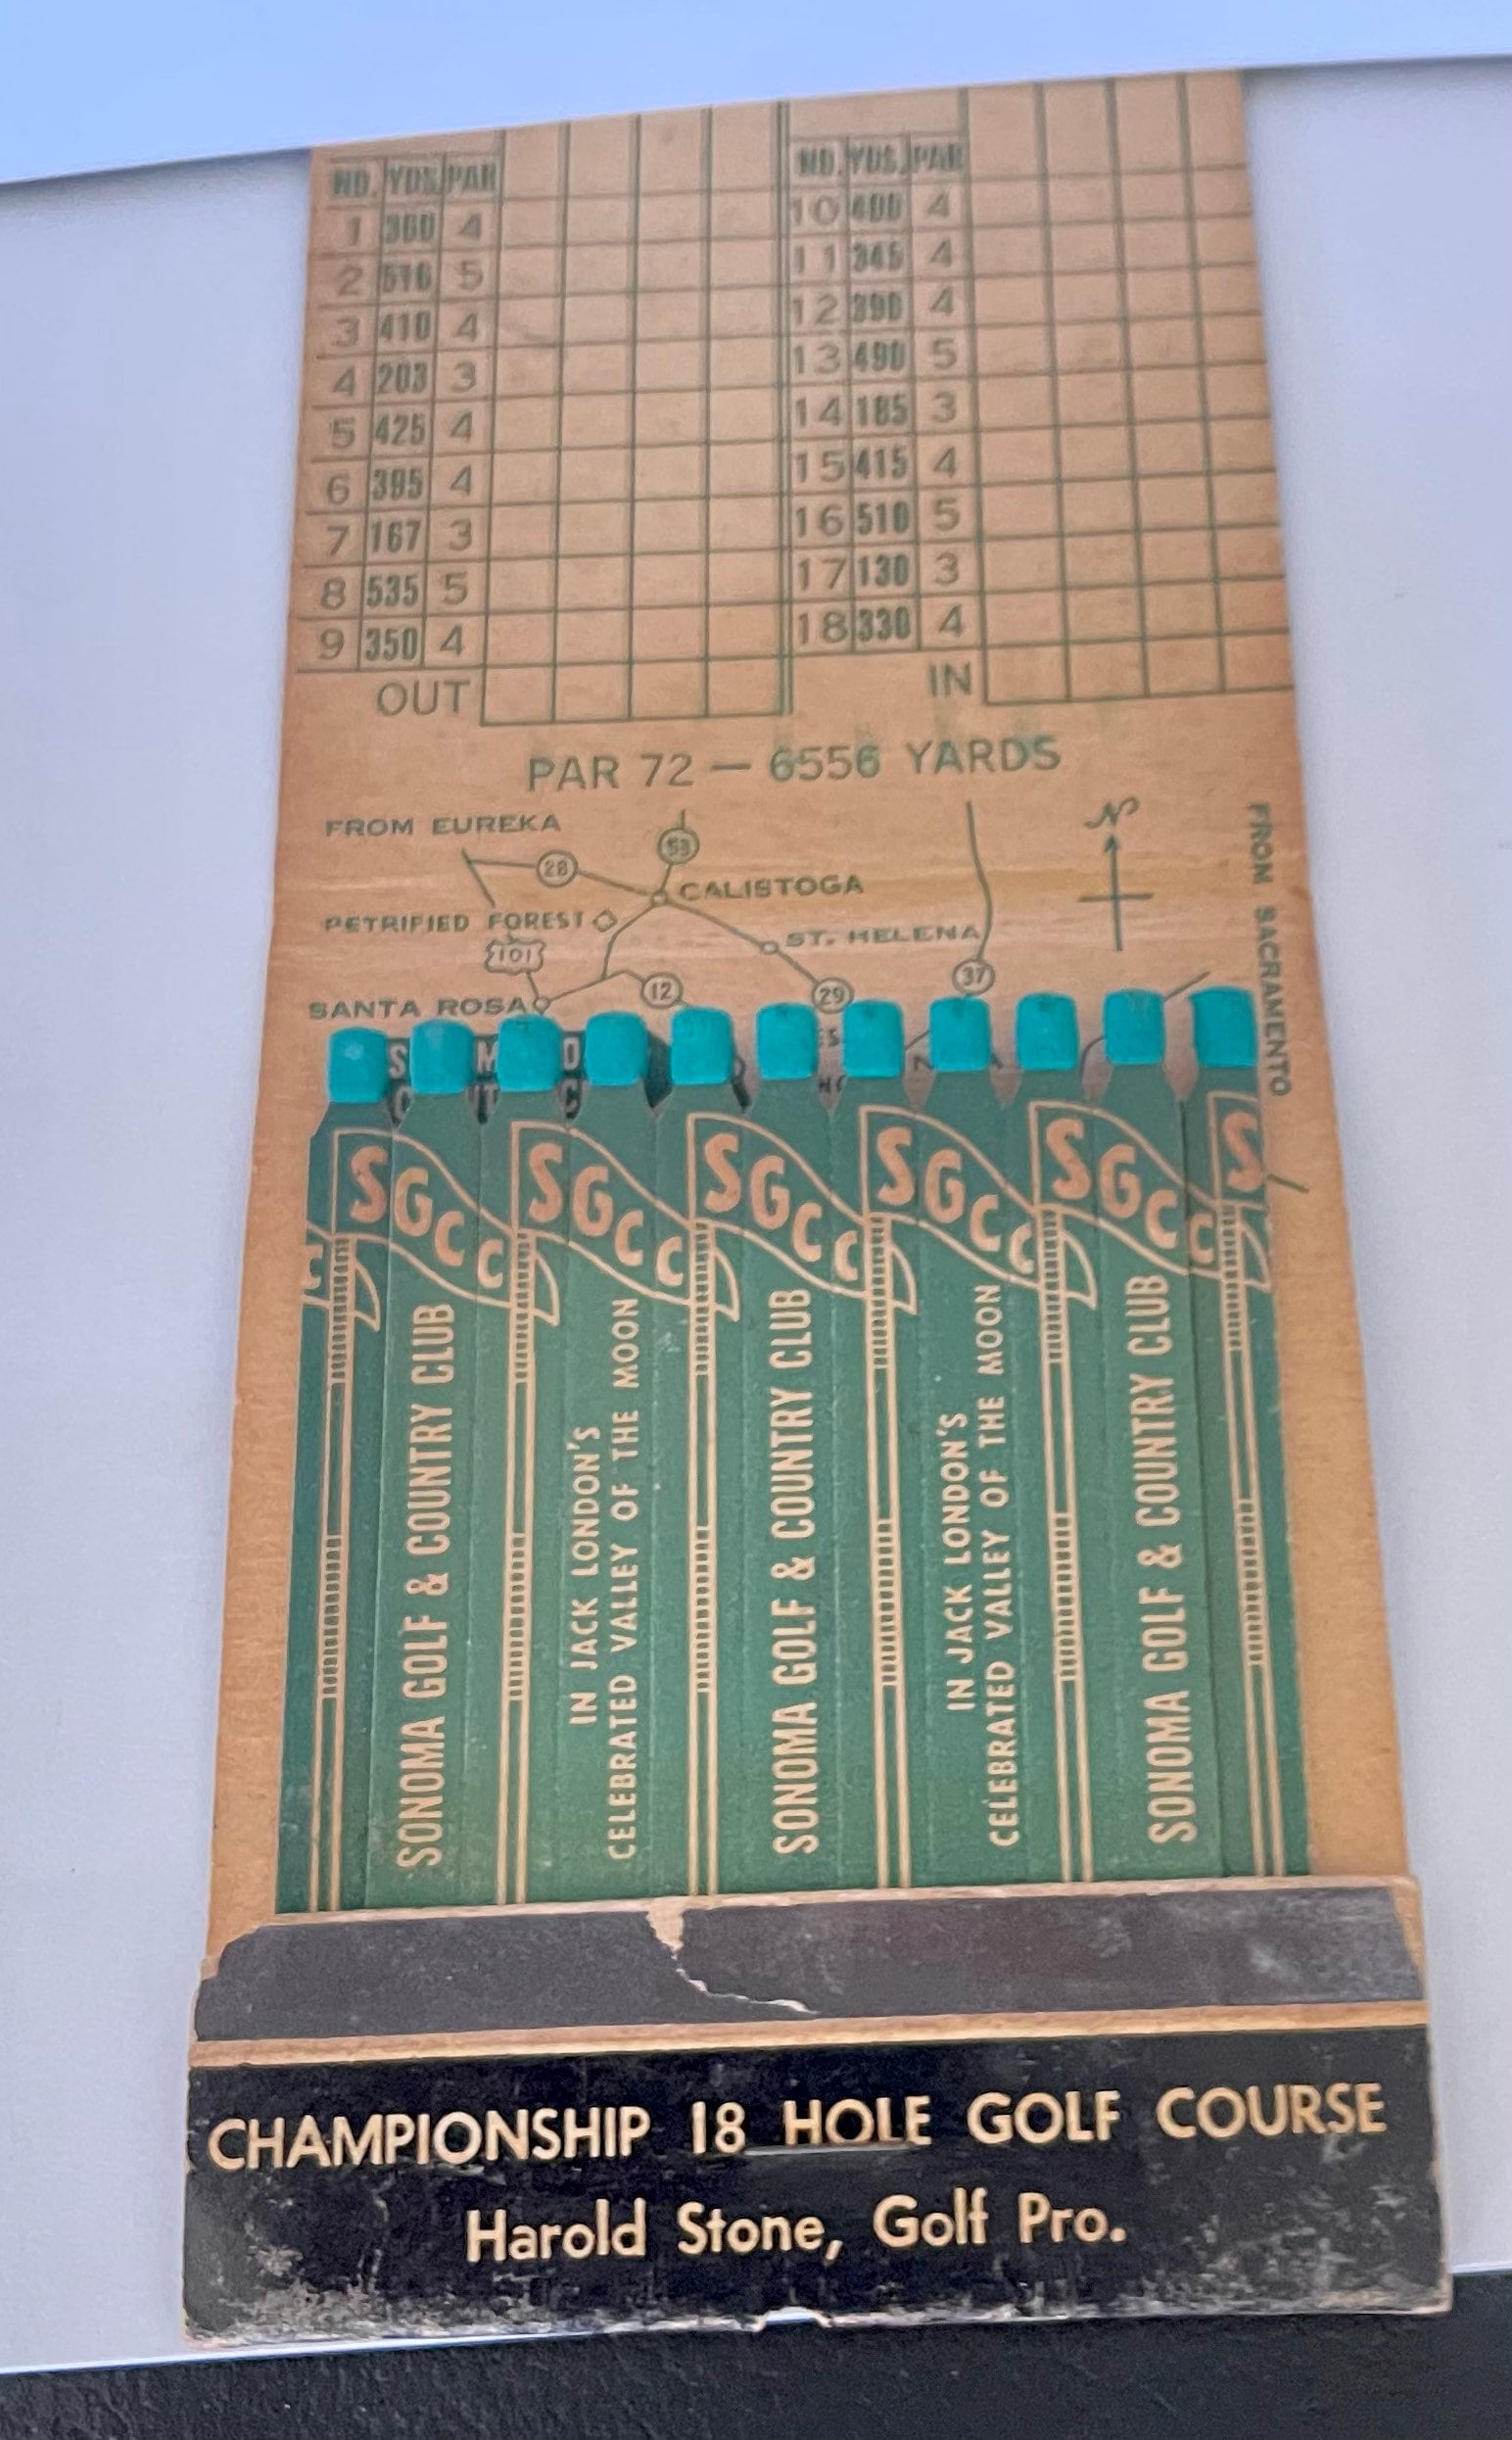 NO. YDS. PAR
1 360 4
2 516 5
3 410 4
4 203 3
5 425 4
6 395 4
7 167 3
8 535 5
9 350 4
OUT
NO. YDS. PAR
10 400 4
11 345 4
12 390 4
13 490 5
14 185 3
15 415 4
16 510 5
17 130 3
18 330 4
IN
PAR 72 — 6556 YARDS
FROM EUREKA
53
28
CALISTOGA
N
FROM SACRAMENTO
PETRIFIED FOREST
ST. HELENA
101
37
12
29
SANTA ROSA
SGCC
SGCC
SGCC
SGCC
SGCC
S
SONOMA GOLF & COUNTRY CLUB
IN JACK LONDON'S
CELEBRATED VALLEY OF THE MOON
SONOMA GOLF & COUNTRY CLUB
IN JACK LONDON'S
CELEBRATED VALLEY OF THE MOON
SONOMA GOLF & COUNTRY CLUB
CHAMPIONSHIP 18 HOLE GOLF COURSE
Harold Stone, Golf Pro.